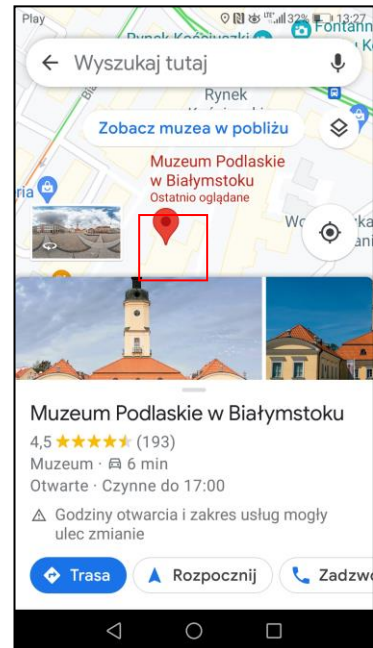 Play 32% 13:27
Rynek Kościuszki
Fontann
Wyszukaj tutaj
Rynek
Zobacz muzea w pobliżu
Muzeum Podlaskie
w Białymstoku
Ostatnio oglądane
ria
Muzeum Podlaskie w Białymstoku
4,5 ★★★★★ (193)
Muzeum · 6 min
Otwarte · Czynne do 17:00
Godziny otwarcia i zakres usług mogły
ulec zmianie
Trasa
Rozpocznij
Zadzwo